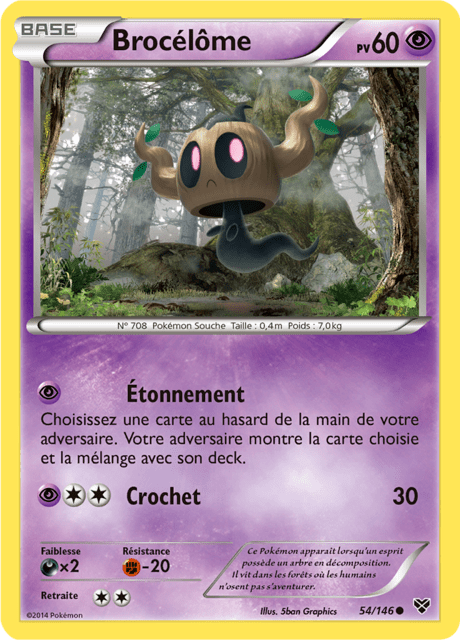 BASE
Brocélôme
PV60
N° 708 Pokémon Souche Taille : 0,4m Poids : 7,0kg
Étonnement
Choisissez une carte au hasard de la main de votre
adversaire. Votre adversaire montre la carte choisie
et la mélange avec son deck.
Crochet 30
Faiblesse
×2
Résistance
-20
Retraite
Ce Pokémon apparaît lorsqu'un esprit
possède un arbre en décomposition.
Il vit dans les forêts où les humains
n'osent pas s'aventurer.
©2014 Pokémon
Illus. 5ban Graphics
54/146